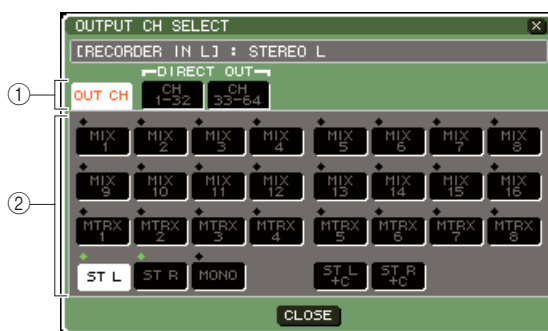 OUTPUT CH SELECT
[RECORDER IN L] : STEREO L
DIRECT OUT
① OUT CH CH 1-32 CH 33-64
② MIX 1 MIX 2 MIX 3 MIX 4 MIX 5 MIX 6 MIX 7 MIX 8
MIX 9 MIX 10 MIX 11 MIX 12 MIX 13 MIX 14 MIX 15 MIX 16
MTRX 1 MTRX 2 MTRX 3 MTRX 4 MTRX 5 MTRX 6 MTRX 7 MTRX 8
ST L ST R MONO ST L +C ST R +C
CLOSE